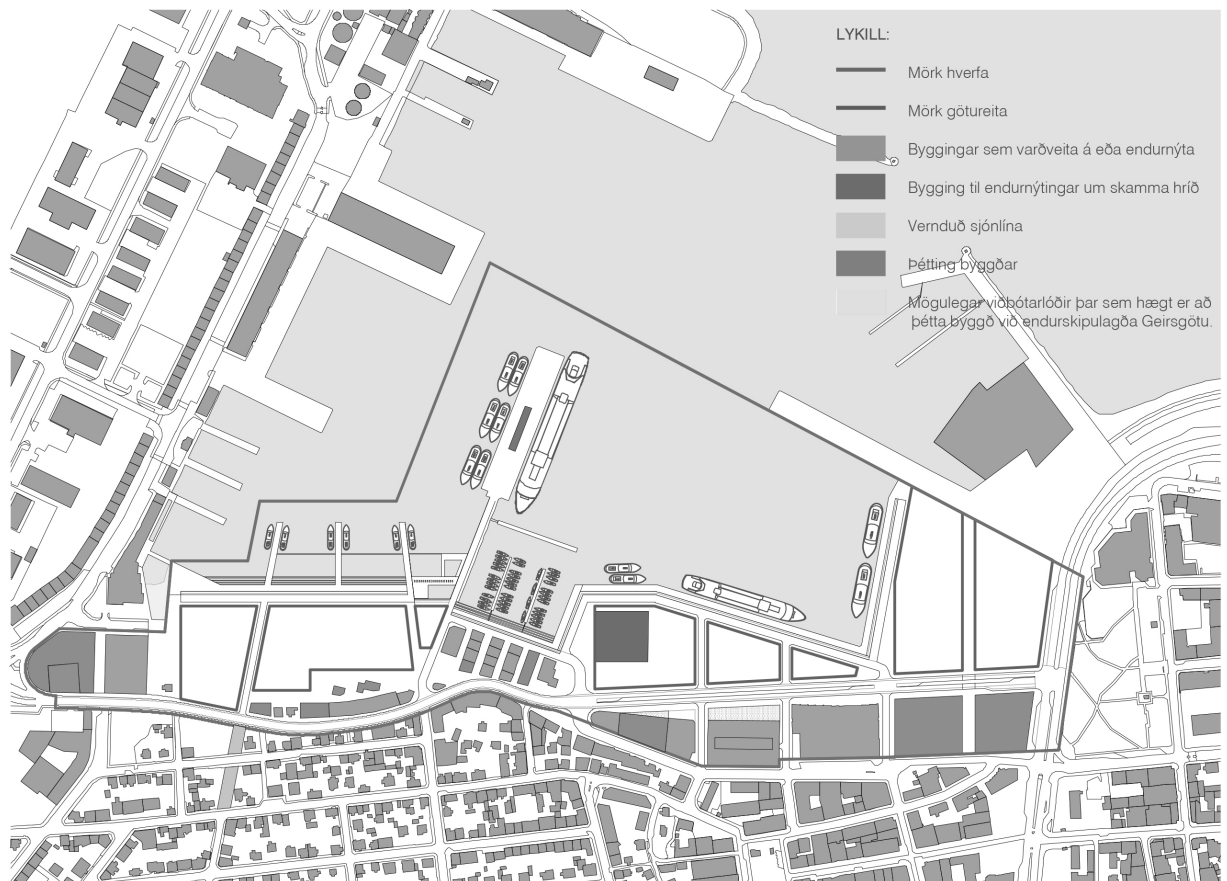 LYKILL:
Mörk hverfa
Mörk götureita
Byggingar sem varðveita á eða endurnýta
Bygging til endurnýtingar um skamma hríð
Vernduð sjónlína
Þétting byggðar
Mögulegar viðbótarlóðir þar sem hægt er að
þétta byggð við endurskipulagða Geirsgötu.